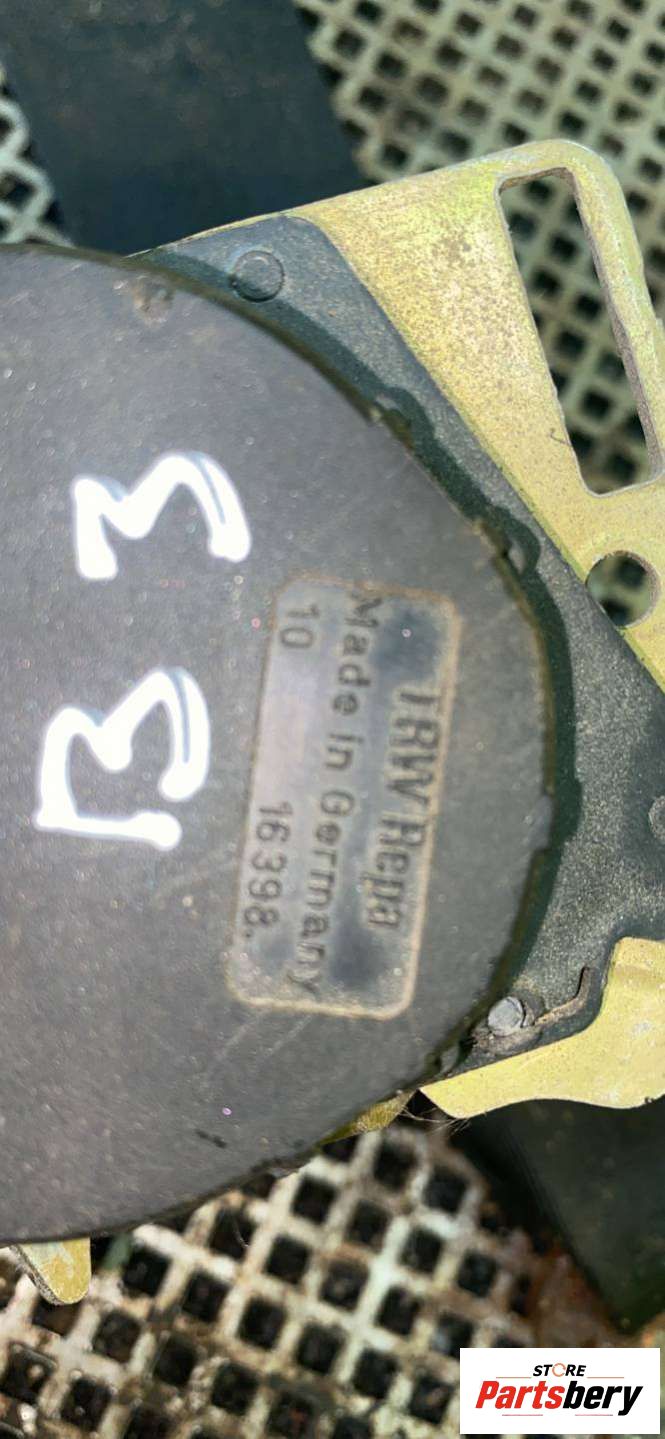 TRW Repa
Made in Germany
10 16398.
B3
STORE
Partsbery